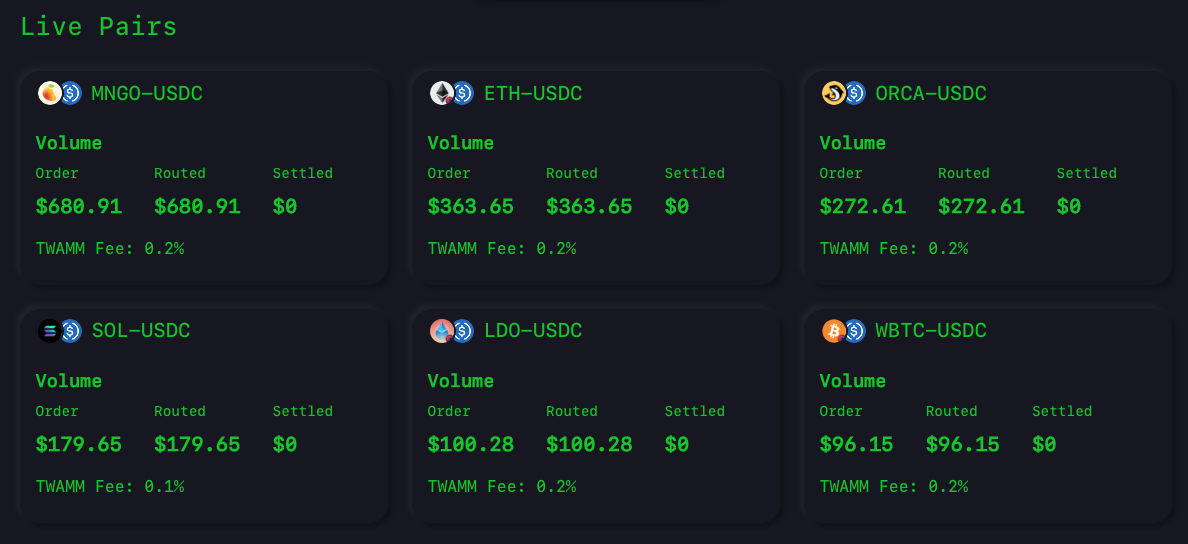 Live Pairs
MNGO-USDC
Volume
Order Routed Settled
$680.91 $680.91 $0
TWAMM Fee: 0.2%
ETH-USDC
Volume
Order Routed Settled
$363.65 $363.65 $0
TWAMM Fee: 0.2%
ORCA-USDC
Volume
Order Routed Settled
$272.61 $272.61 $0
TWAMM Fee: 0.2%
SOL-USDC
Volume
Order Routed Settled
$179.65 $179.65 $0
TWAMM Fee: 0.1%
LDO-USDC
Volume
Order Routed Settled
$100.28 $100.28 $0
TWAMM Fee: 0.2%
WBTC-USDC
Volume
Order Routed Settled
$96.15 $96.15 $0
TWAMM Fee: 0.2%